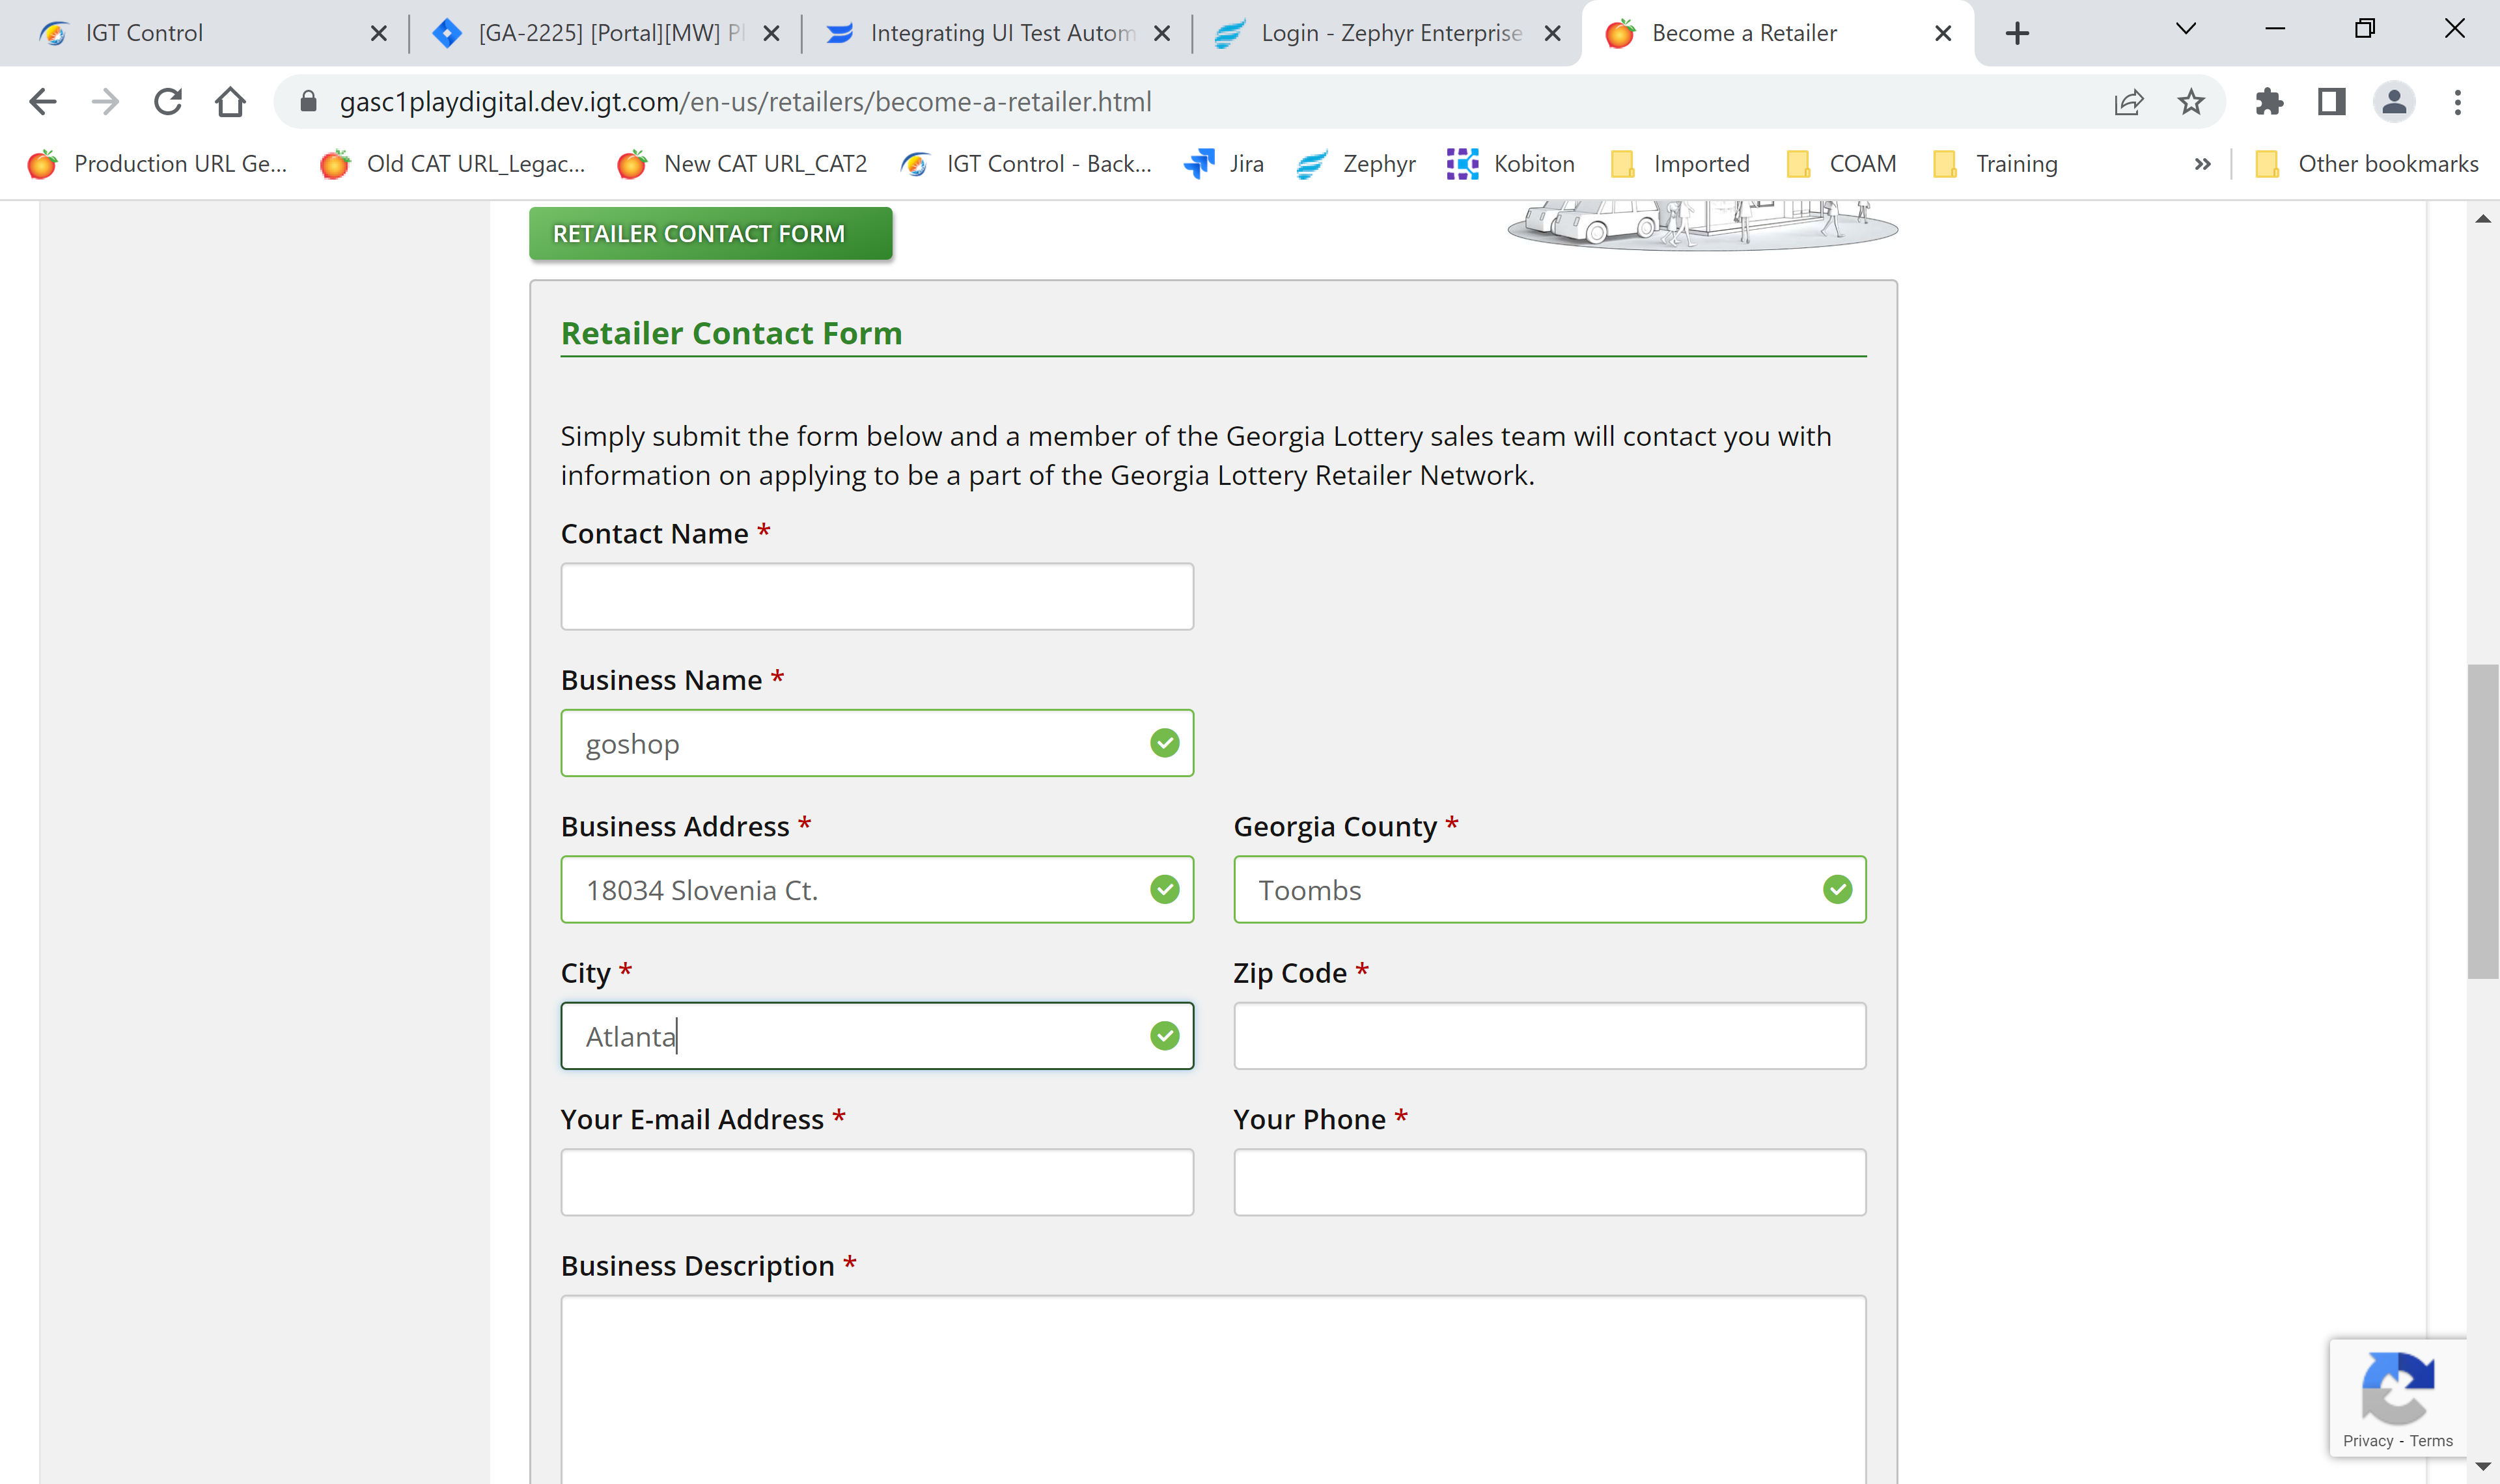 IGT Control
[GA-2225] [Portal][MW] Pl
Integrating UI Test Autom
Login - Zephyr Enterprise
Become a Retailer
gasc1playdigital.dev.igt.com/en-us/retailers/become-a-retailer.html
Production URL Ge...
Old CAT URL_Legac...
New CAT URL_CAT2
IGT Control - Back...
Jira
Zephyr
Kobiton
Imported
COAM
Training
»
Other bookmarks
RETAILER CONTACT FORM
Retailer Contact Form
Simply submit the form below and a member of the Georgia Lottery sales team will contact you with
information on applying to be a part of the Georgia Lottery Retailer Network.
Contact Name *
Business Name *
goshop
Business Address *
Georgia County *
18034 Slovenia Ct.
Toombs
City *
Zip Code *
Atlanta
Your E-mail Address *
Your Phone *
Business Description *
Privacy - Terms